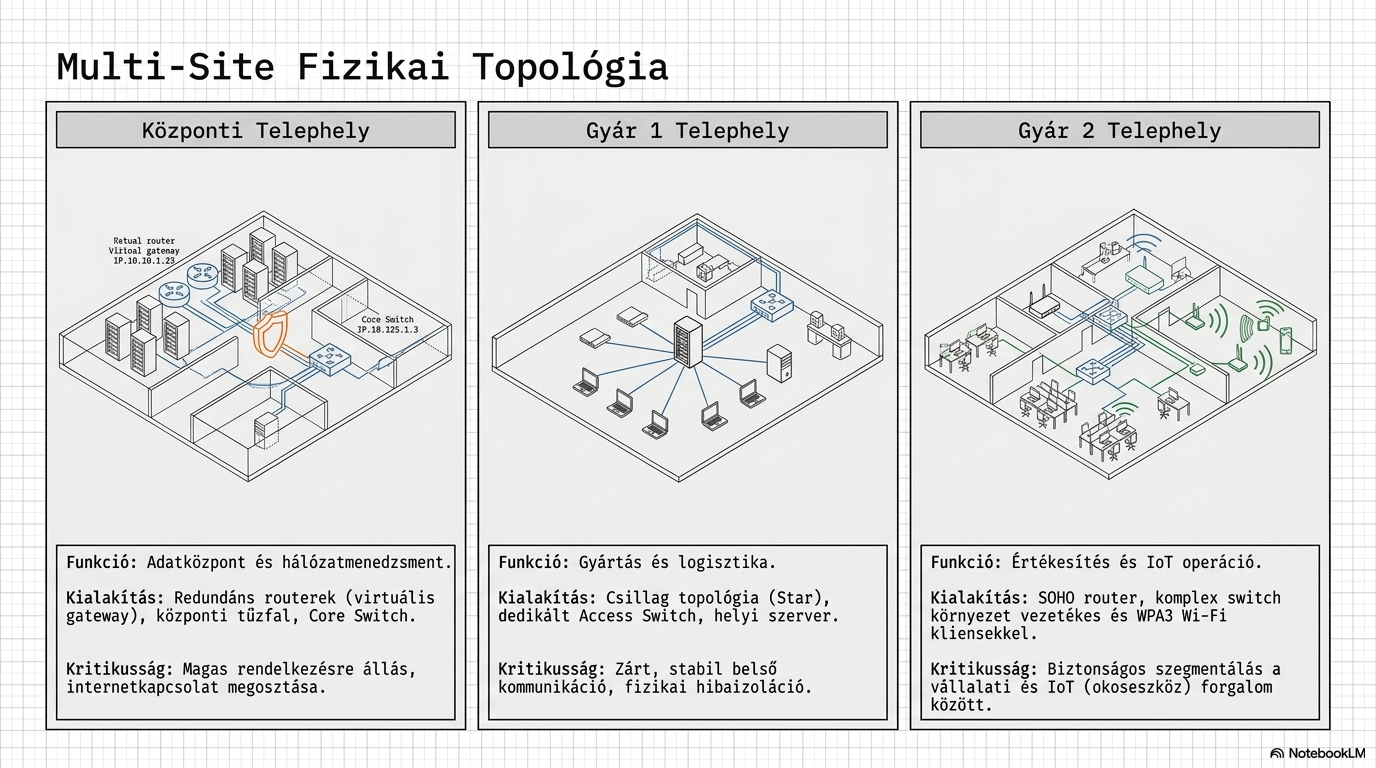 Multi-Site Fizikai Topológia
Központi Telephely
Retual router
Virtoal gatenay
1P.10.20.1.23
Coce Switch
JP.18.225.1.3
Funkció: Adatközpont és hálózatmenedzsment.
Kialakítás: Redundáns routerek (virtuális
gateway), központi tűzfal, Core Switch.
Kritikusság: Magas rendelkezésre állás,
internetkapcsolat megosztása.
Gyár 1 Telephely
Funkció: Gyártás és logisztika.
Kialakítás: Csillag topológia (Star),
dedikált Access Switch, helyi szerver.
Kritikusság: Zárt, stabil belső
kommunikáció, fizikai hibaizoláció.
Gyár 2 Telephely
Funkció: Értékesítés és IoT operáció.
Kialakítás: SOHO router, komplex switch
környezet vezetékes és WPA3 Wi-Fi
kliensekkel.
Kritikusság: Biztonságos szegmentálás a
vállalati és IoT (okoseszköz) forgalom
között.
NotebookLM